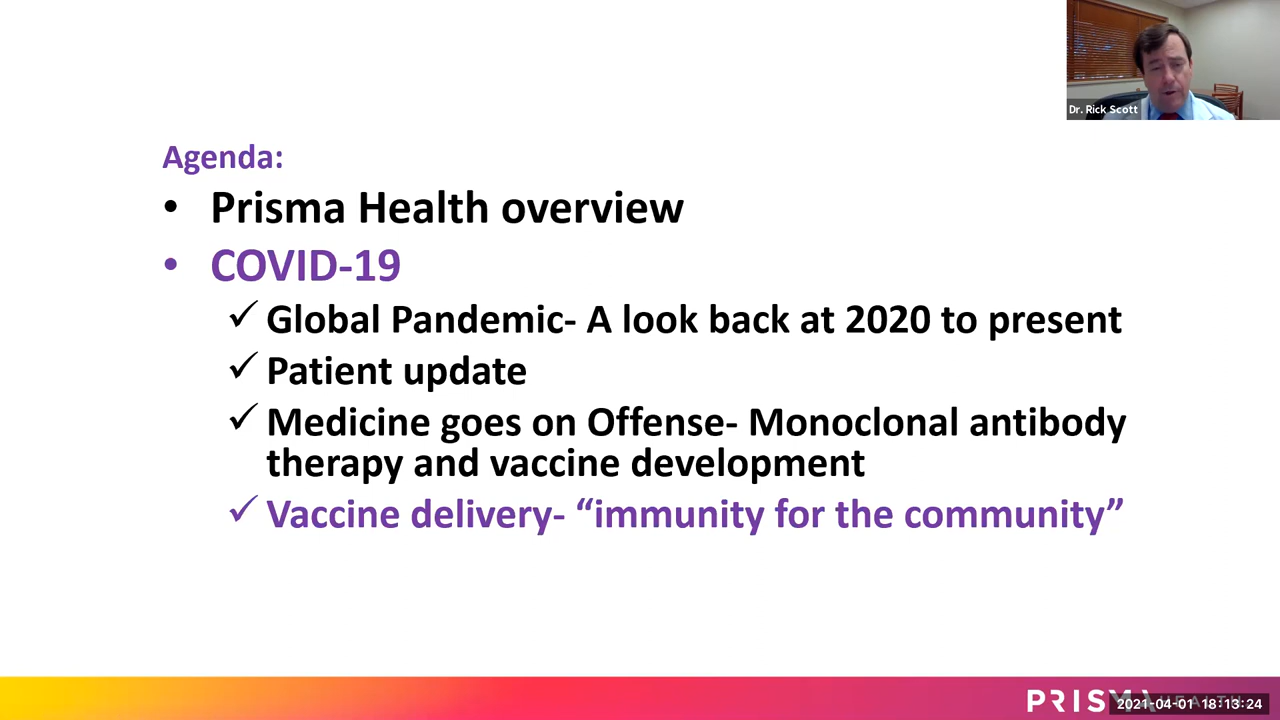 Dr. Rick Scott
Agenda:
• Prisma Health overview
• COVID-19
✓ Global Pandemic- A look back at 2020 to present
✓ Patient update
✓ Medicine goes on Offense- Monoclonal antibody
therapy and vaccine development
✓ Vaccine delivery- “immunity for the community”
PRISMA HEALTH
2021-04-01 18:13:24